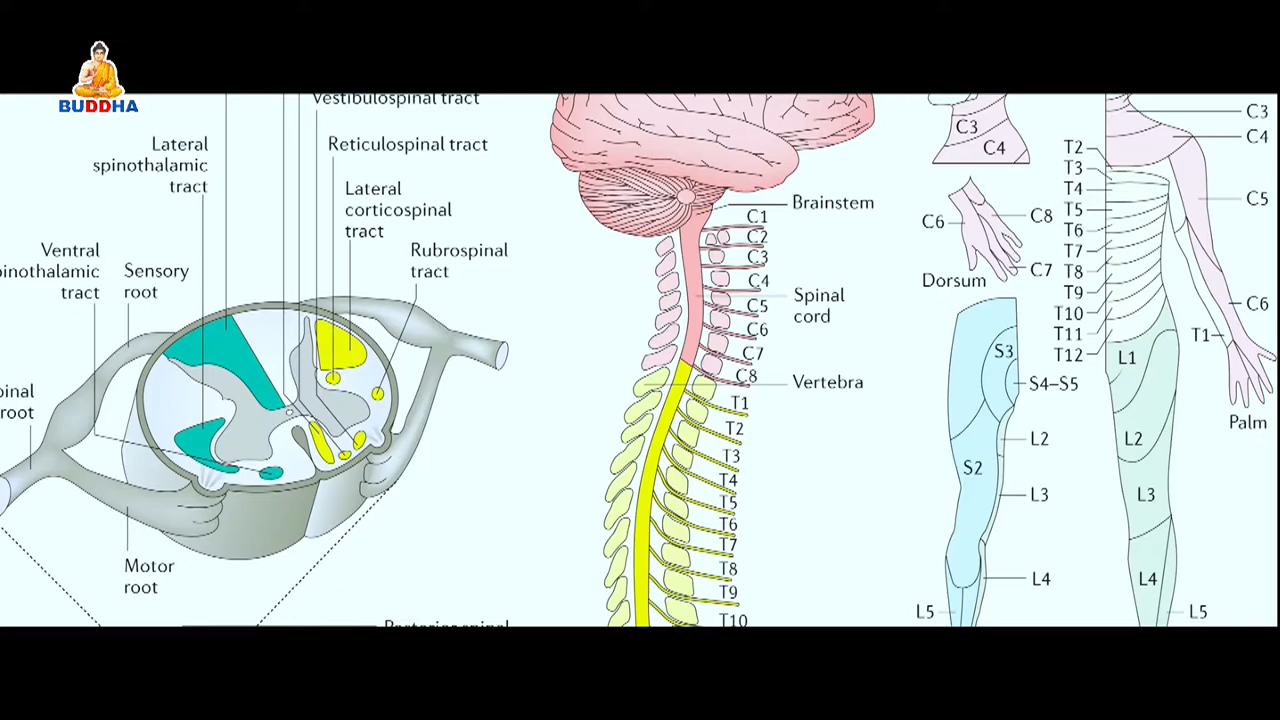 BUDDHA
Vestibulospinal tract
Lateral
spinothalamic
tract
Reticulospinal tract
Lateral
corticospinal
tract
Ventral
pinothalamic
tract
Sensory
root
Rubrospinal
tract
inal
root
Motor
root
Brainstem
C1
C2
C3
C4
C5
C6
C7
C8
T1
T2
T3
T4
T5
T6
T7
T8
T9
T10
Spinal
cord
Vertebra
C3
C4
C6
C8
C7
Dorsum
S3
S4–S5
L2
S2
L3
L4
L5
C3
C4
T2
T3
T4
T5
T6
T7
T8
T9
T10
T11
T12
C5
C6
T1
Palm
L1
L2
L3
L4
L5